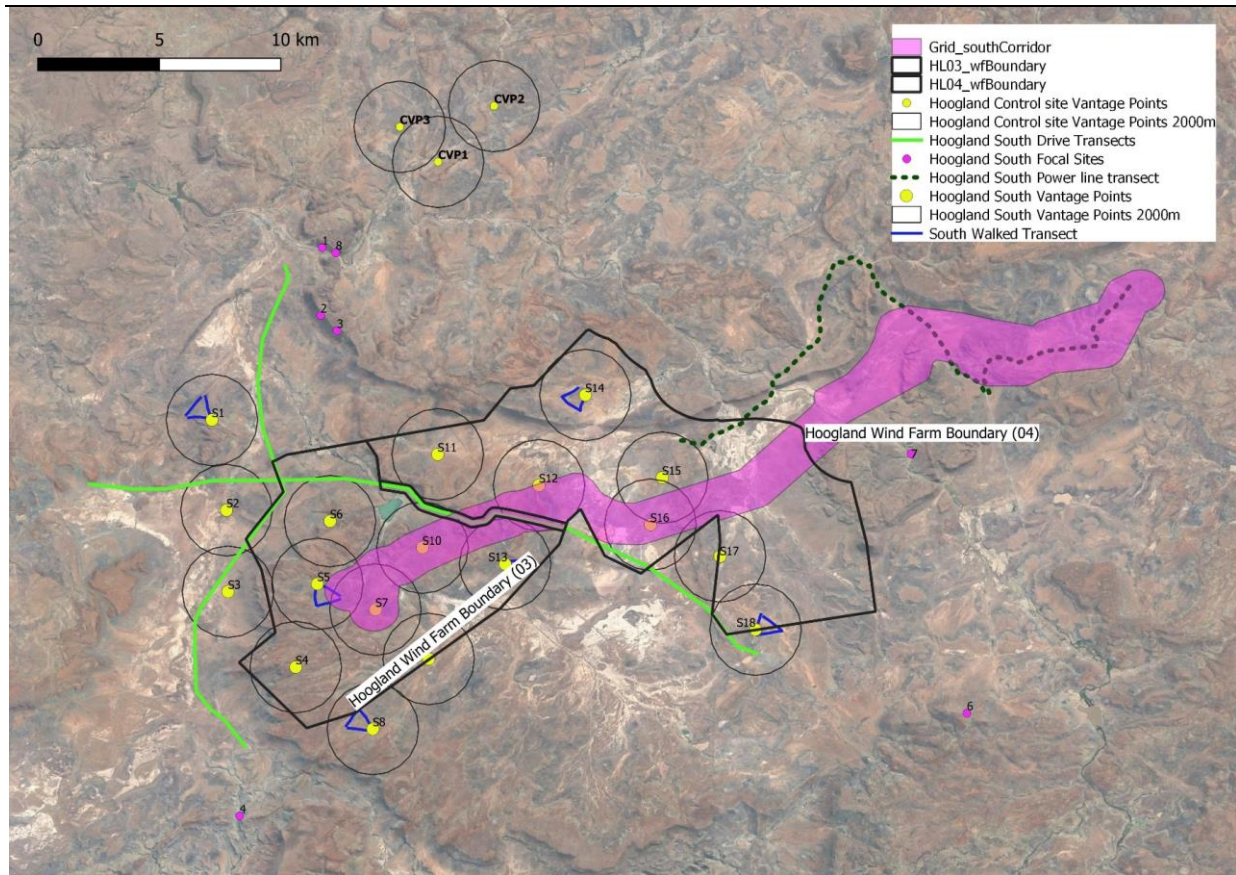 0 5 10 km
Grid_southCorridor
HL03_wfBoundary
HL04_wfBoundary
Hoogland Control site Vantage Points
Hoogland Control site Vantage Points 2000m
Hoogland South Drive Transects
Hoogland South Focal Sites
Hoogland South Power line transect
Hoogland South Vantage Points
Hoogland South Vantage Points 2000m
South Walked Transect
CVP2
CVP3
CVP1
1
8
2
3
S14
S1
Hoogland Wind Farm Boundary (04)
S11
7
S15
S12
S2
S6
S16
S10
S17
S13
S5
S3
S7
Hoogland Wind Farm Boundary (03)
S18
S4
S8
6
4